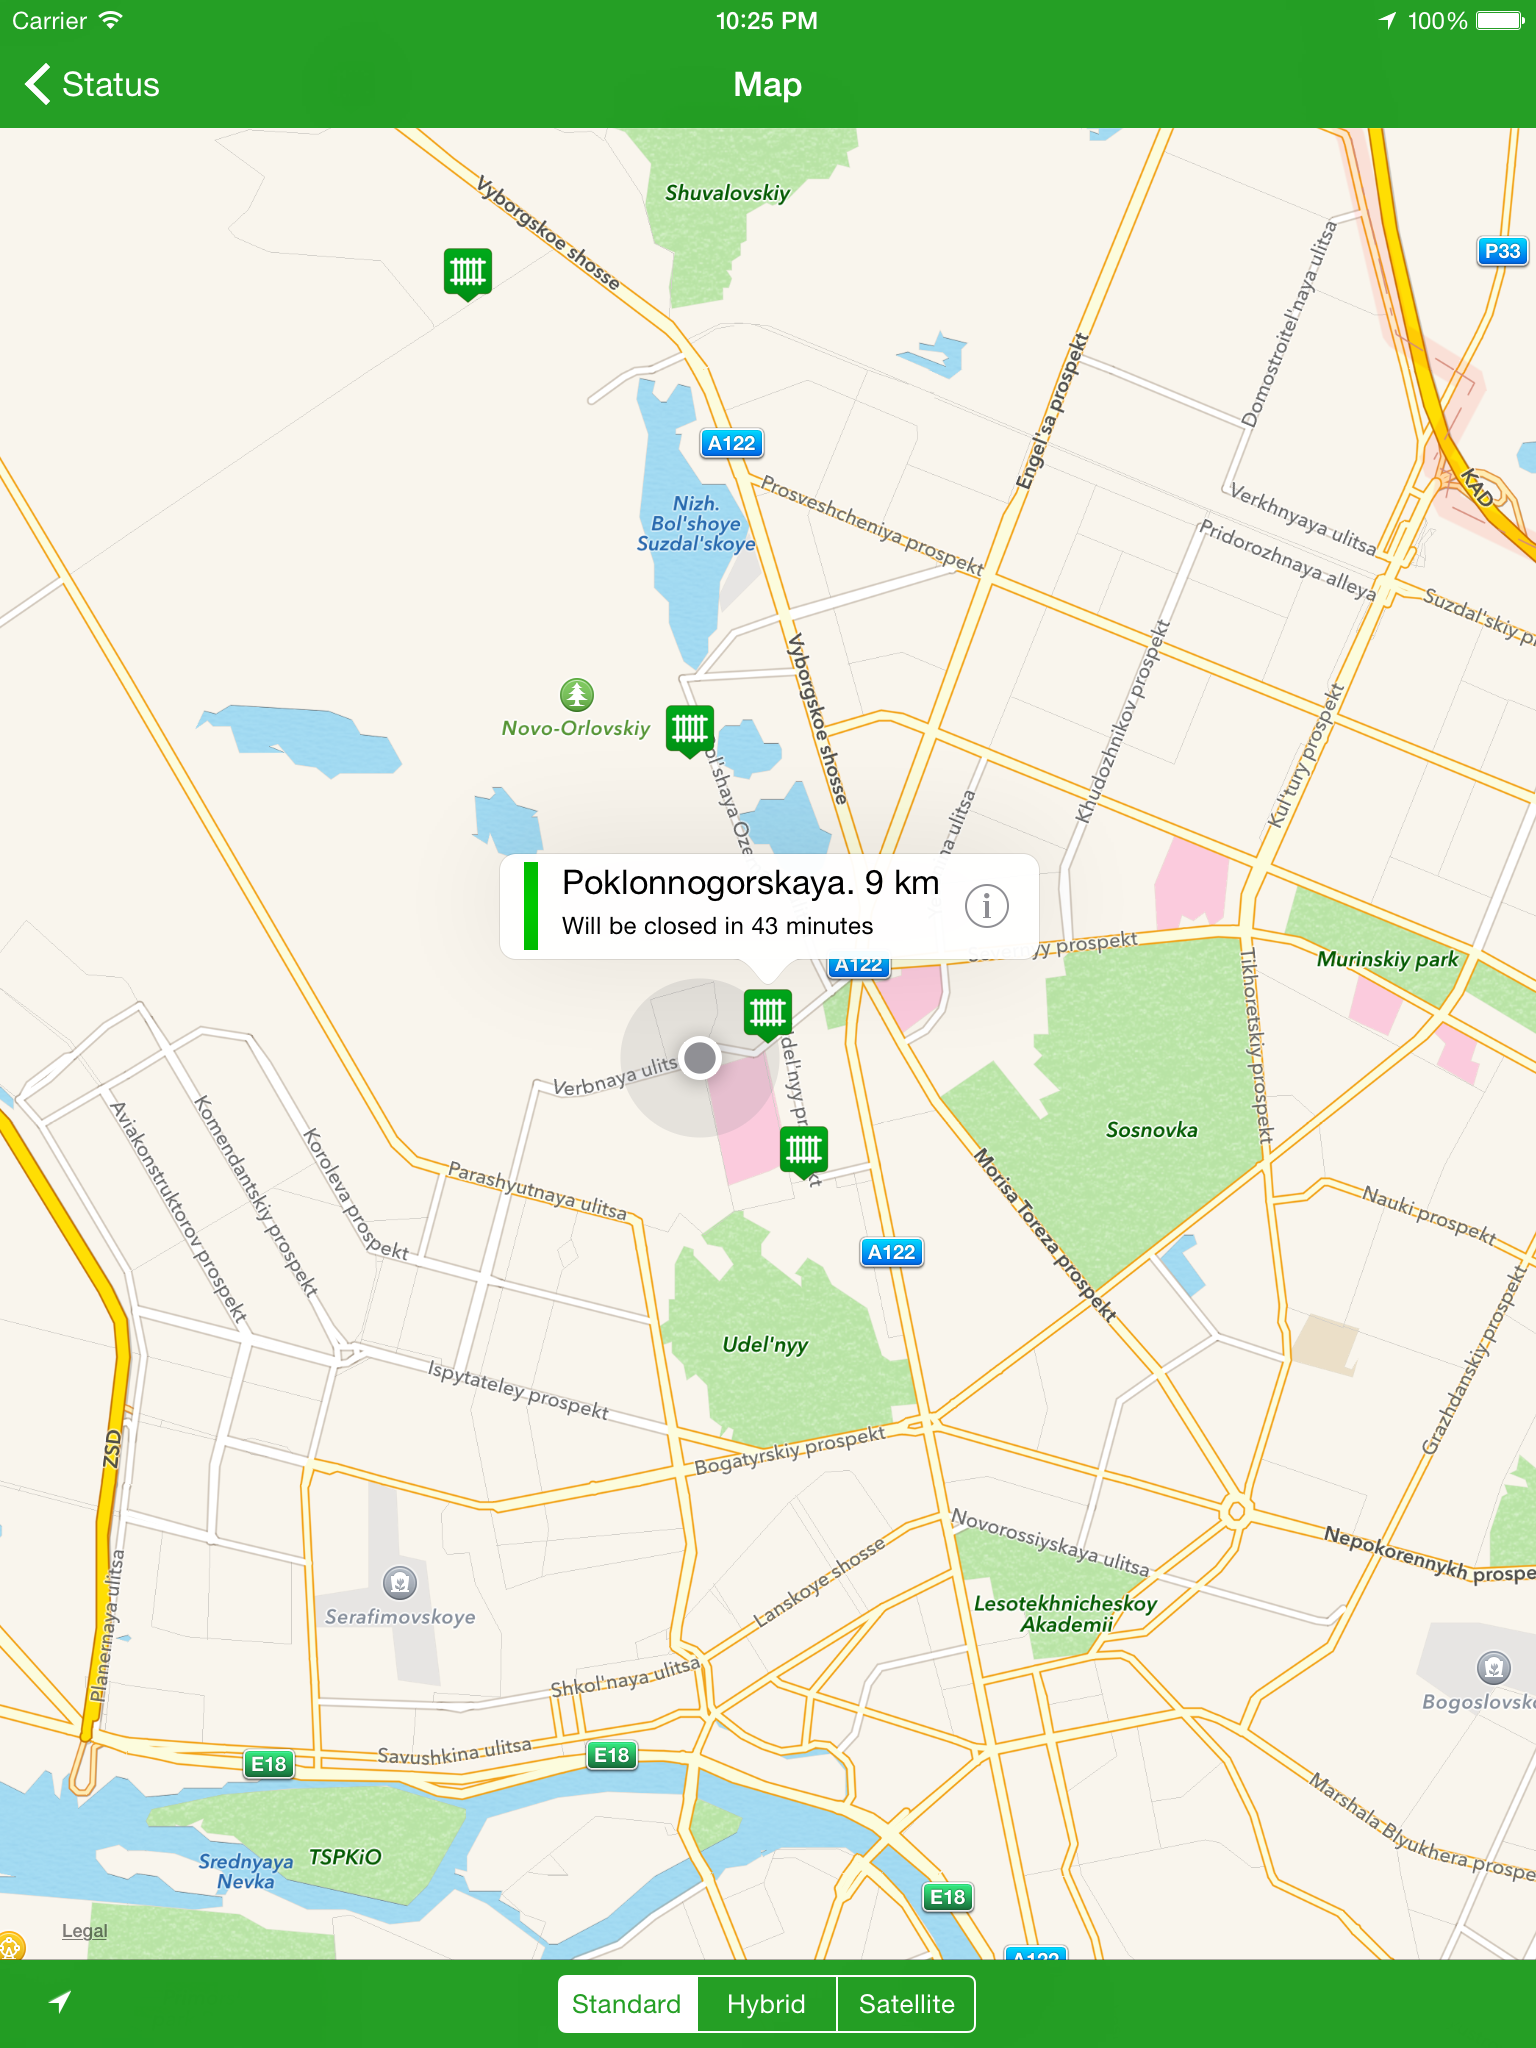 Carrier
10:25 PM
100%
Status
Map
Shuvalovskiy
Vyborgskoe shosse
P33
Domostroitel'naya ulitsa
Engel'sa prospekt
A122
KAD
Prosveshcheniya prospekt
Verkhnyaya ulitsa
Pridorozhnaya alleya
Nizh.
Bol'shoye
Suzdal'skoye
Suzdal'skiy
Vyborgskoe shosse
Khudozhnikov prospekt
Kul'tury prospekt
Novo-Orlovskiy
ulitsa
Poklonnogorskaya. 9 km
Will be closed in 43 minutes
prospekt
A122
Murinskiy park
Tikhoretskiy prospekt
Verbnaya ulits
Sosnovka
Aviakonstruktorov prospekt
Komendantskiy prospekt
Koroleva prospekt
Parashyutnaya ulitsa
Morisa Toreza prospekt
Nauki prospekt
A122
Udel'nyy
Grazhdanskiy prospekt
Ispytateley prospekt
Bogatyrskiy prospekt
ZSD
Novorossiyskaya ulitsa
Nepokorennykh prospe
Lanskoye shosse
Planernaya ulitsa
Serafimovskoye
Lesotekhnicheskoy
Akademii
Shkol'naya ulitsa
Bogoslovsko
Savushkina ulitsa
E18
E18
Marshala Blyukhera prospe
TSPKiO
Srednyaya
Nevka
E18
Legal
A122
Standard
Hybrid
Satellite